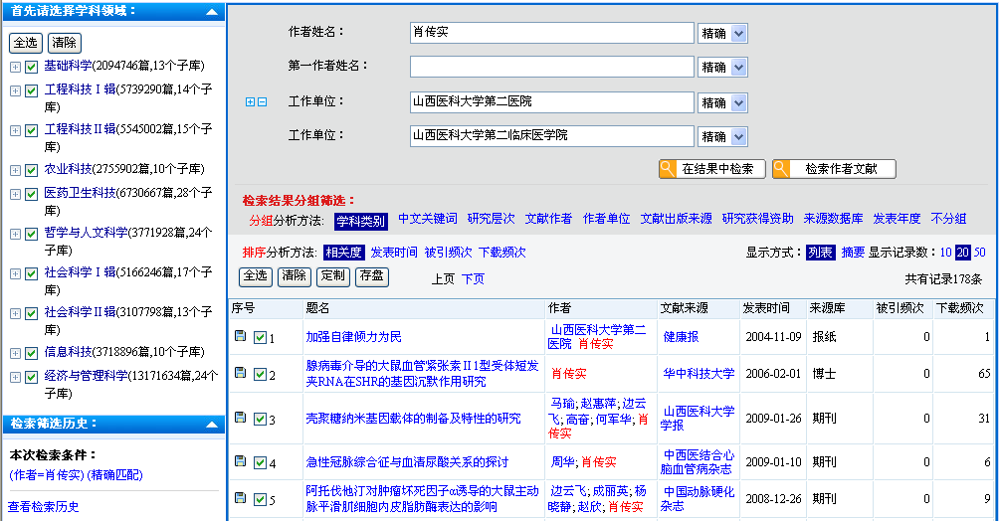 首先请选择学科领域：
全选 清除
基础科学(2094746篇,13个子库)
工程科技Ⅰ辑(5739290篇,14个子
库)
工程科技Ⅱ辑(5545002篇,15个子
库)
农业科技(2755902篇,10个子库)
医药卫生科技(6730667篇,28个子
库)
哲学与人文科学(3771928篇,24个
子库)
社会科学Ⅰ辑(5166246篇,17个子
库)
社会科学Ⅱ辑(3107798篇,13个子
库)
信息科技(3718896篇,10个子库)
经济与管理科学(13171634篇,24个
子库)
检索筛选历史：
本次检索条件：
(作者=肖传实)(精确匹配)
查看检索历史
作者姓名： 肖传实 精确
第一作者姓名： 精确
工作单位： 山西医科大学第二医院 精确
工作单位： 山西医科大学第二临床医学院 精确
在结果中检索 检索作者文献
检索结果分组筛选：
分组分析方法: 学科类别 中文关键词 研究层次 文献作者 作者单位 文献出版来源 研究获得资助 来源数据库 发表年度 不分组
排序分析方法: 相关度 发表时间 被引频次 下载频次 显示方式： 列表 摘要 显示记录数：10 20 50
全选 清除 定制 存盘 上页 下页 共有记录178条
序号 题名 作者 文献来源 发表时间 来源库 被引频次 下载频次
1 加强自律倾力为民 山西医科大学第二
医院 肖传实 健康报 2004-11-09 报纸 0 1
2 腺病毒介导的大鼠血管紧张素Ⅱ1型受体短发
夹RNA在SHR的基因沉默作用研究 肖传实 华中科技大学 2006-02-01 博士 0 65
3 壳聚糖纳米基因载体的制备及特性的研究 马瑜;赵惠萍;边云
飞;高奋;何军华;肖
传实 山西医科大学
学报 2009-01-26 期刊 0 31
4 急性冠脉综合征与血清尿酸关系的探讨 周华;肖传实 中西医结合心
脑血管病杂志 2009-01-10 期刊 0 6
5 阿托伐他汀对肿瘤坏死因子α诱导的大鼠主动
脉平滑肌细胞内皮脂肪酶表达的影响 边云飞;成丽英;杨
晓静;赵欣;肖传实 中国动脉硬化
杂志 2008-12-26 期刊 0 9